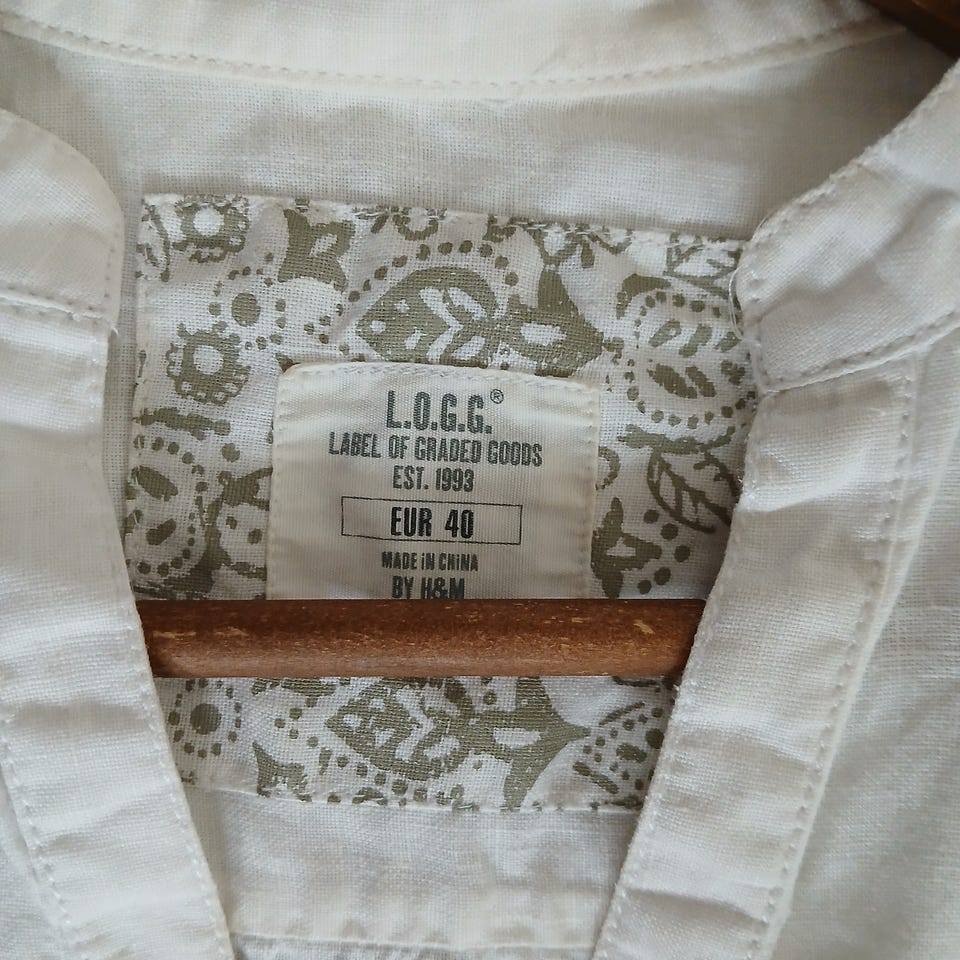 L.O.G.G.®
LABEL OF GRADED GOODS
EST. 1993
EUR 40
MADE IN CHINA
BY H&M